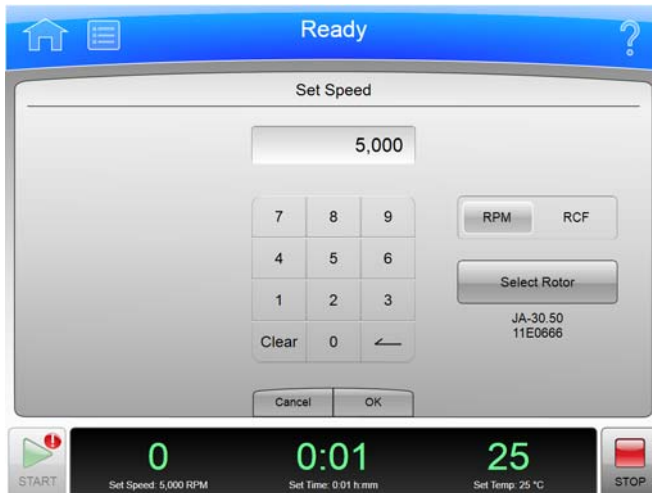 Ready
?
Set Speed
5,000
7 8 9
4 5 6
1 2 3
Clear 0
RPM RCF
Select Rotor
JA-30.50
11E0666
Cancel OK
!
START
0 0:01 25
Set Speed: 5,000 RPM Set Time: 0:01 h:mm Set Temp: 25 °C
STOP